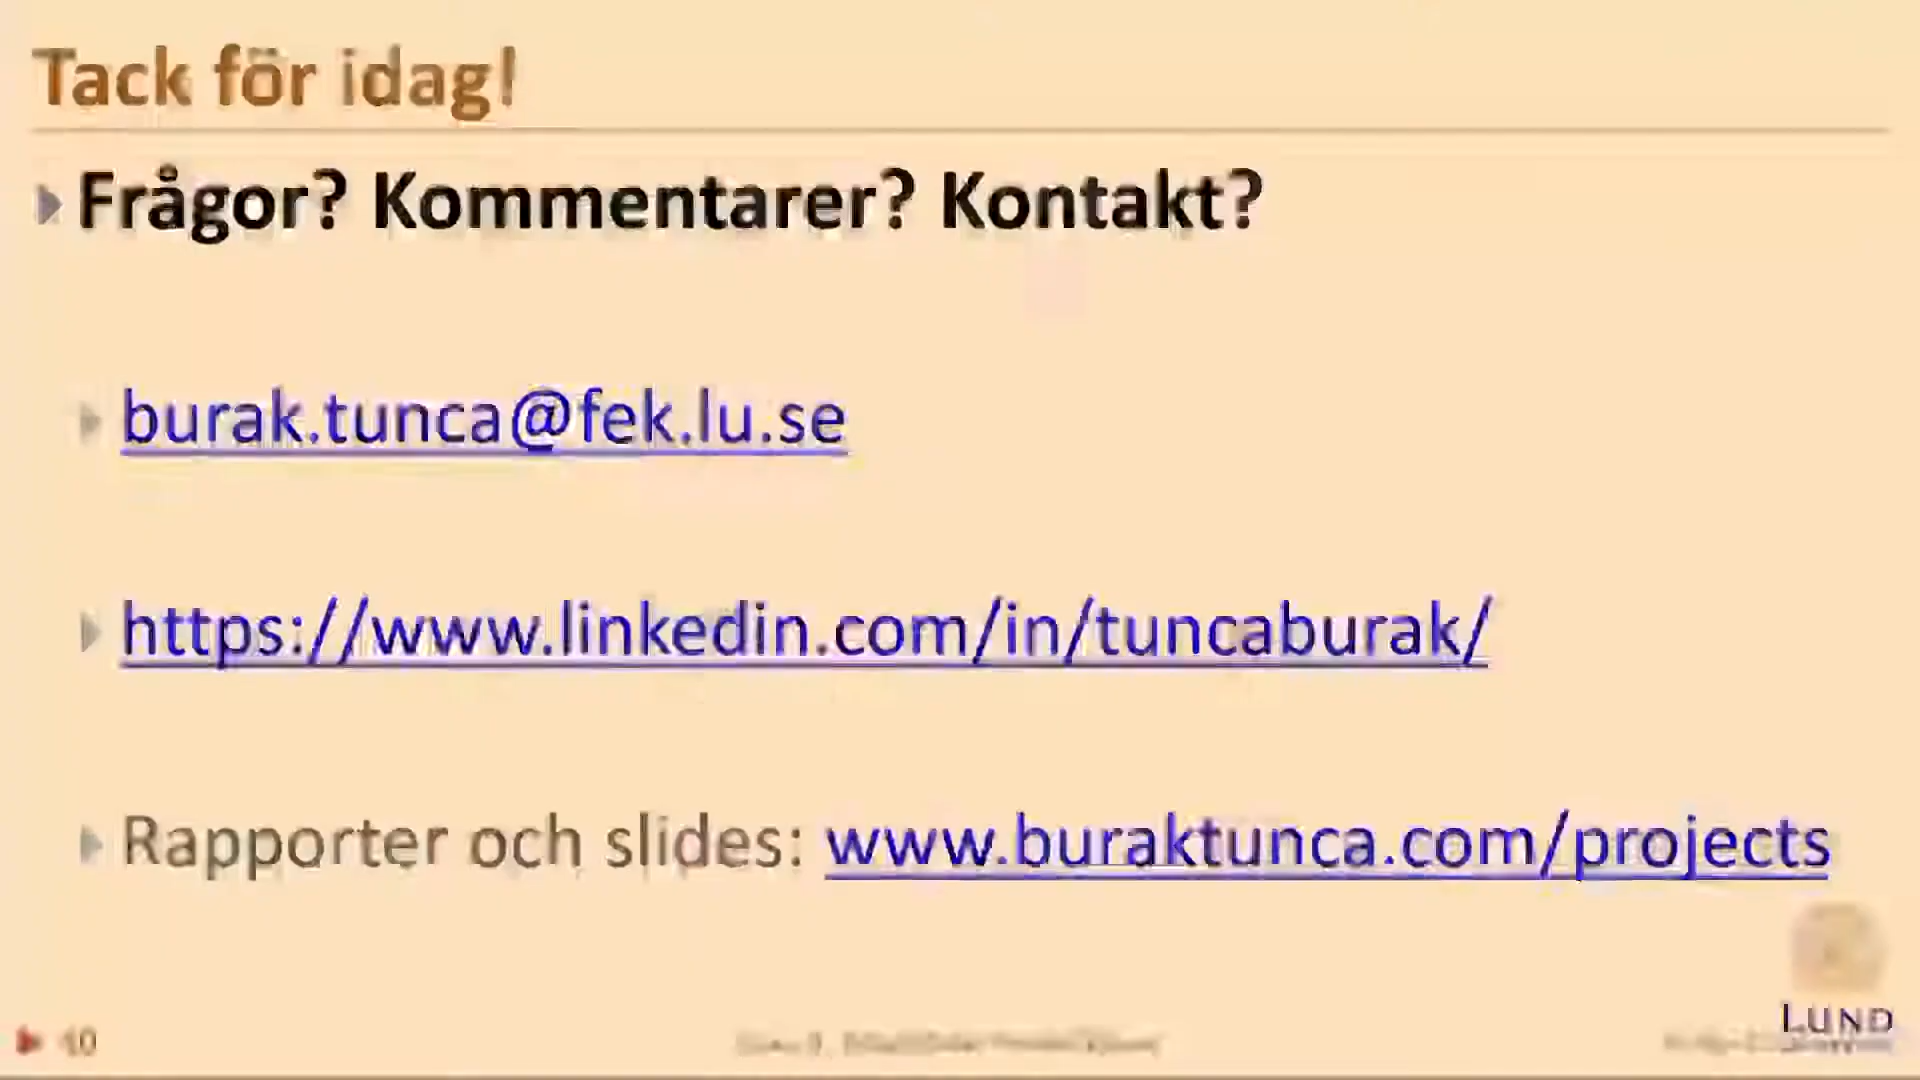 Tack för idag!
Frågor? Kommentarer? Kontakt?
burak.tunca@fek.lu.se
https://www.linkedin.com/in/tuncaburak/
Rapporter och slides: www.buraktunca.com/projects
LUND